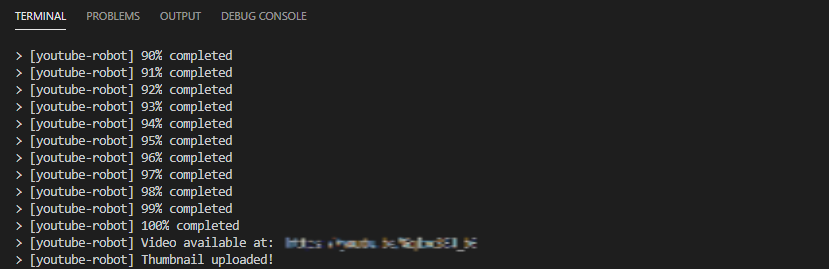 TERMINAL PROBLEMS OUTPUT DEBUG CONSOLE
> [youtube-robot] 90% completed
> [youtube-robot] 91% completed
> [youtube-robot] 92% completed
> [youtube-robot] 93% completed
> [youtube-robot] 94% completed
> [youtube-robot] 95% completed
> [youtube-robot] 96% completed
> [youtube-robot] 97% completed
> [youtube-robot] 98% completed
> [youtube-robot] 99% completed
> [youtube-robot] 100% completed
> [youtube-robot] Video available at:
> [youtube-robot] Thumbnail uploaded!